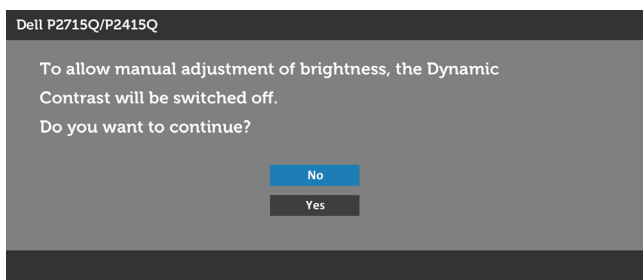 Dell P2715Q/P2415Q
To allow manual adjustment of brightness, the Dynamic
Contrast will be switched off.
Do you want to continue?
No
Yes